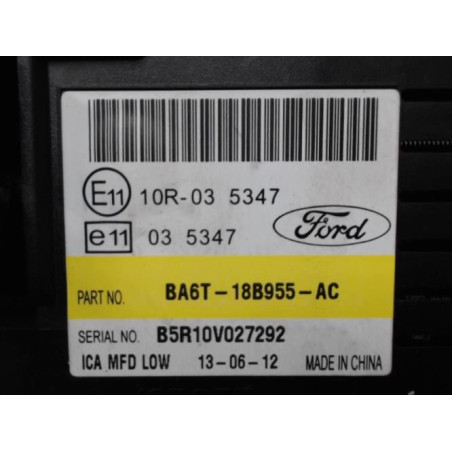 E11 10R-03 5347
Ford
e11 03 5347
PART NO. BA6T-18B955-AC
SERIAL NO. B5R10V027292
ICA MFD LOW 13-06-12 MADE IN CHINA